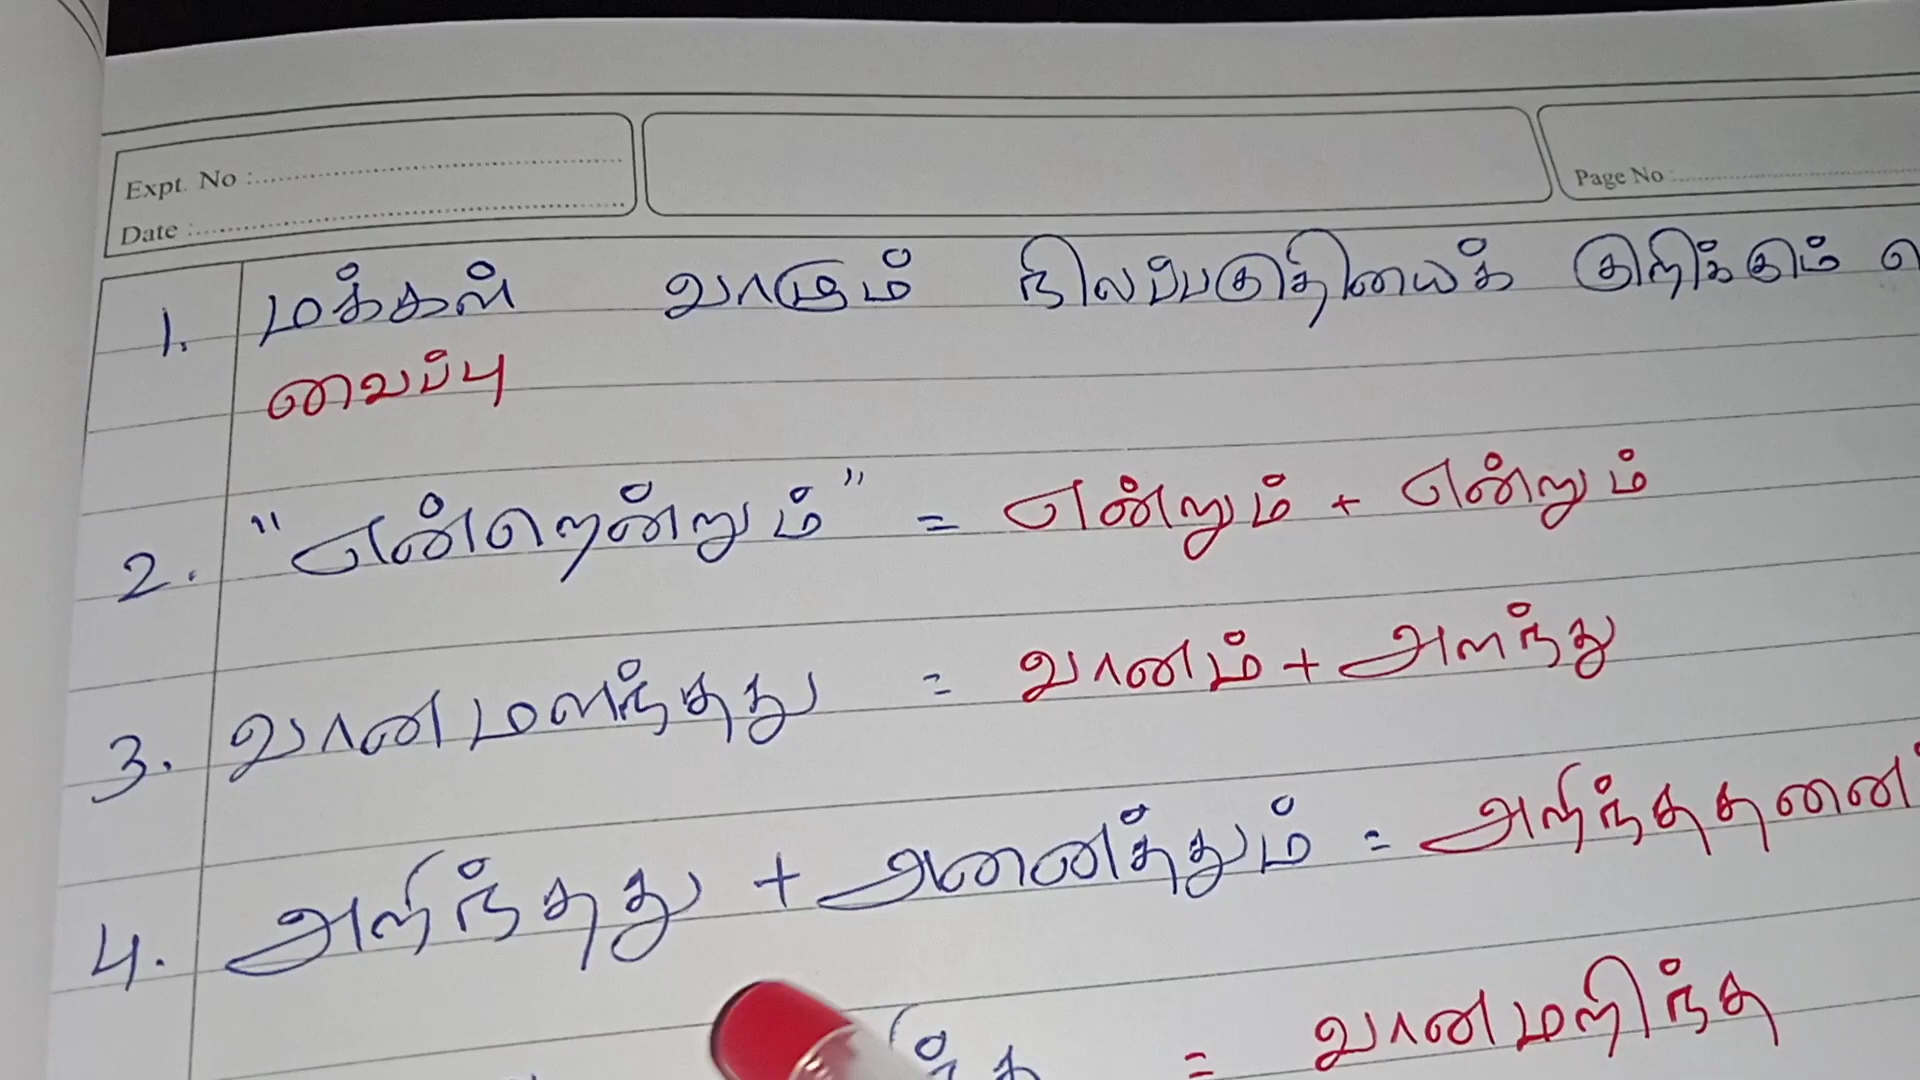 Expt. No :
Date :
Page No :
1. மக்கள் வாழும் நிலப்பகுதியைக் குறிக்கும்
வைப்பு
2. "என்றென்றும்" = என்றும் + என்றும்
3. வானமளந்தது = வானம் + அளந்து
4. அறிந்தது + அனைத்தும் = அறிந்ததனை
= வானமறிந்த